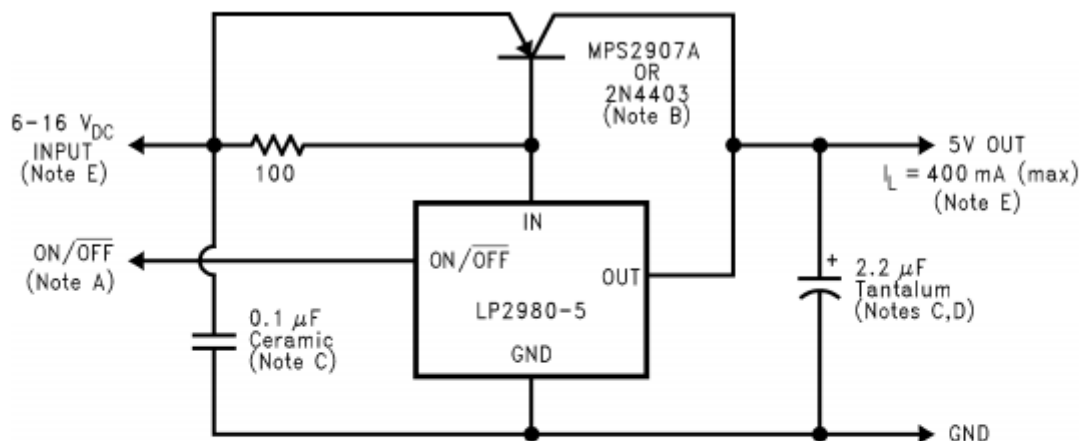 MPS2907A
OR
2N4403
(Note B)
6-16 V_DC
INPUT
(Note E)
100
5V OUT
I_L = 400 mA (max)
(Note E)
IN
ON/OFF
(Note A)
ON/OFF
OUT
LP2980-5
GND
0.1 μF
Ceramic
(Note C)
+
2.2 μF
Tantalum
(Notes C,D)
GND